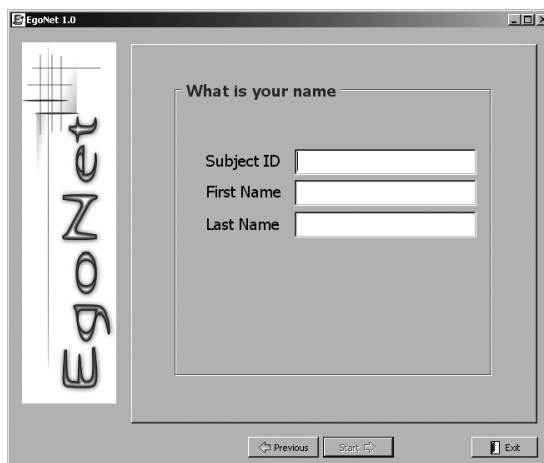 EgoNet 1.0
EgoNet
What is your name
Subject ID
First Name
Last Name
Previous
Start
Exit